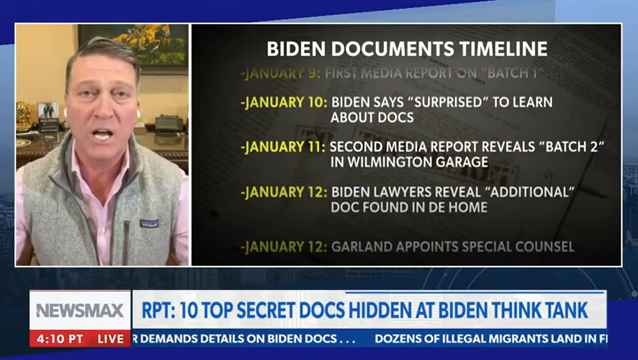 BIDEN DOCUMENTS TIMELINE
-JANUARY 9: FIRST MEDIA REPORT ON "BATCH 1"
-JANUARY 10: BIDEN SAYS "SURPRISED" TO LEARN
ABOUT DOCS
-JANUARY 11: SECOND MEDIA REPORT REVEALS "BATCH 2"
IN WILMINGTON GARAGE
-JANUARY 12: BIDEN LAWYERS REVEAL "ADDITIONAL"
DOC FOUND IN DE HOME
-JANUARY 12: GARLAND APPOINTS SPECIAL COUNSEL
NEWSMAX
RPT: 10 TOP SECRET DOCS HIDDEN AT BIDEN THINK TANK
4:10 PT LIVE
DEMANDS DETAILS ON BIDEN DOCS . . . DOZENS OF ILLEGAL MIGRANTS LAND IN